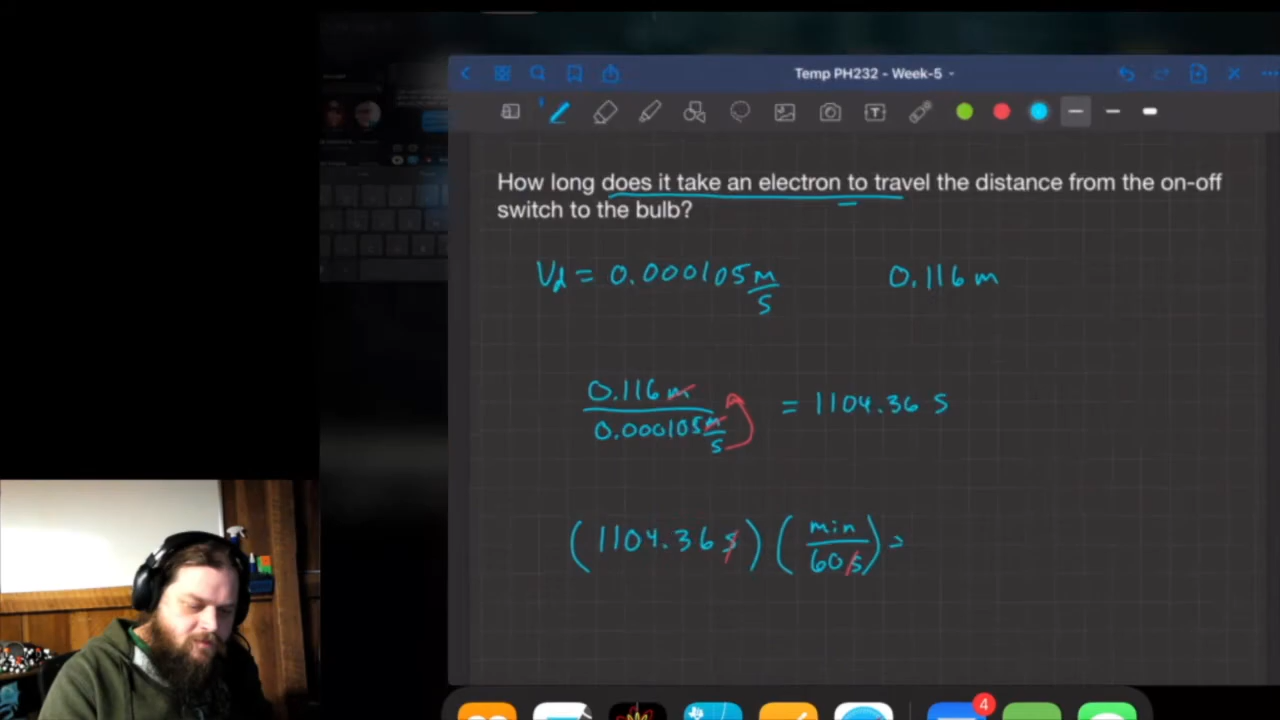 Temp PH232 - Week-5
How long does it take an electron to travel the distance from the on-off
switch to the bulb?
Vd = 0.000105 m/s
0.116 m
0.116 m / 0.000105 m/s = 1104.36 s
(1104.36 s) (min / 60 s) =
4